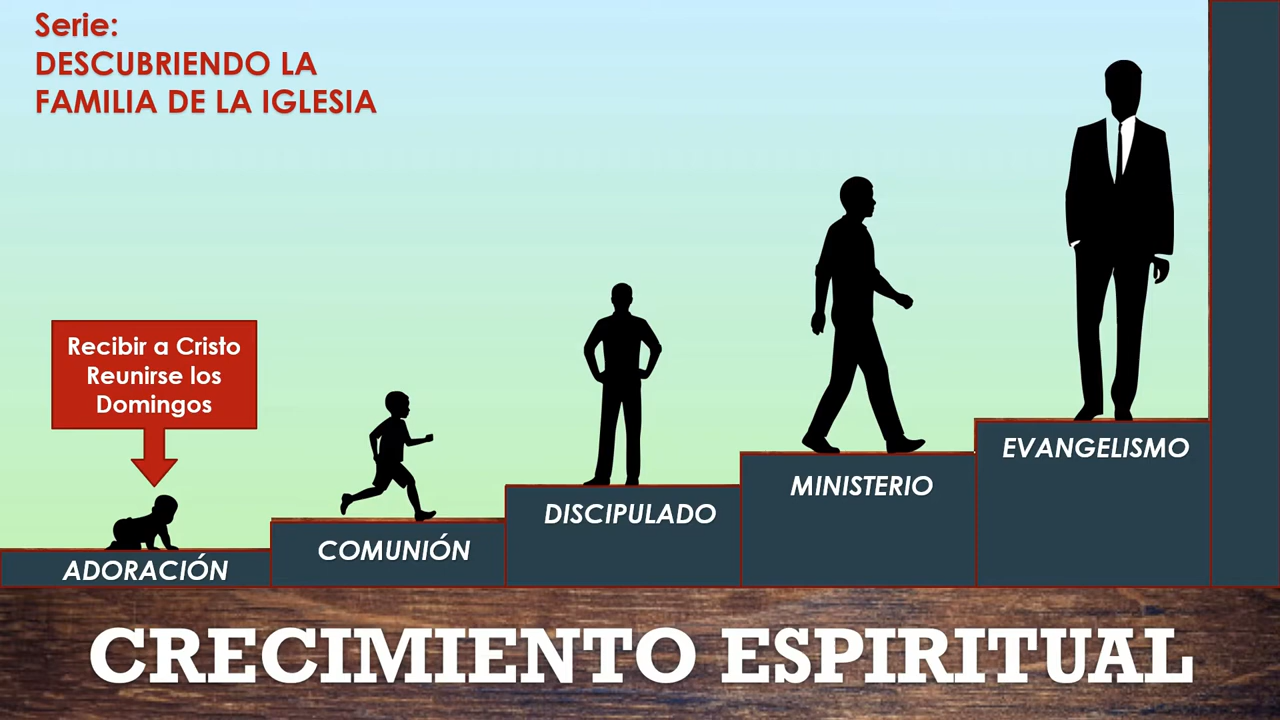 Serie:
DESCUBRIENDO LA
FAMILIA DE LA IGLESIA
Recibir a Cristo
Reunirse los
Domingos
ADORACIÓN
COMUNIÓN
DISCIPULADO
MINISTERIO
EVANGELISMO
CRECIMIENTO ESPIRITUAL